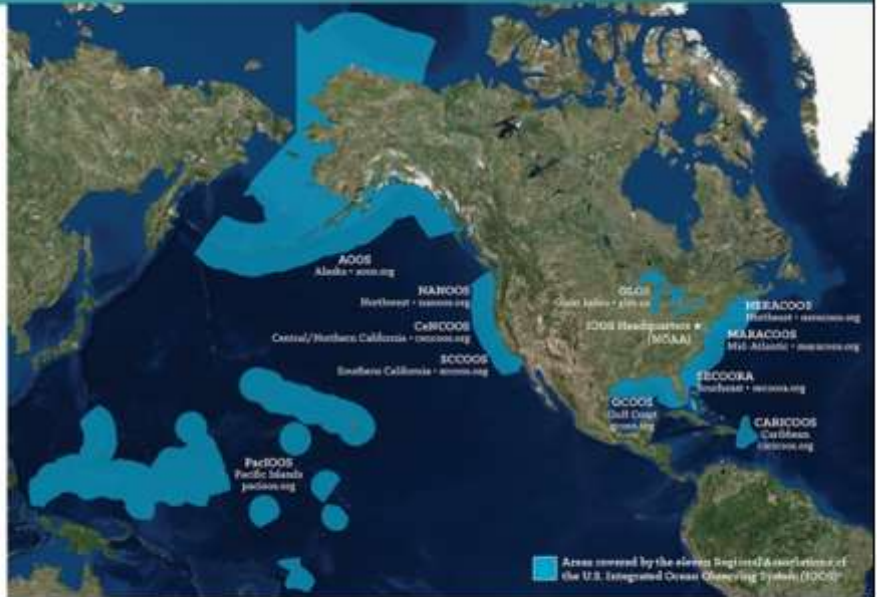 AOOS
Alaska • aoos.org
NANOOS
Northwest • nanoos.org
CeNCOOS
Central/Northern California • cencoos.org
SCCOOS
Southern California • sccoos.org
PacIOOS
Pacific Islands
pacioos.org
GLOS
Great Lakes • glos.us
IOOS Headquarters ★
(NOAA)
NERACOOS
Northeast • neracoos.org
MARACOOS
Mid-Atlantic • maracoos.org
SECOORA
Southeast • secoora.org
GCOOS
Gulf Coast
gcoos.org
CARICOOS
Caribbean
caricoos.org
Areas covered by the eleven Regional Associations of
the U.S. Integrated Ocean Observing System (IOOS)